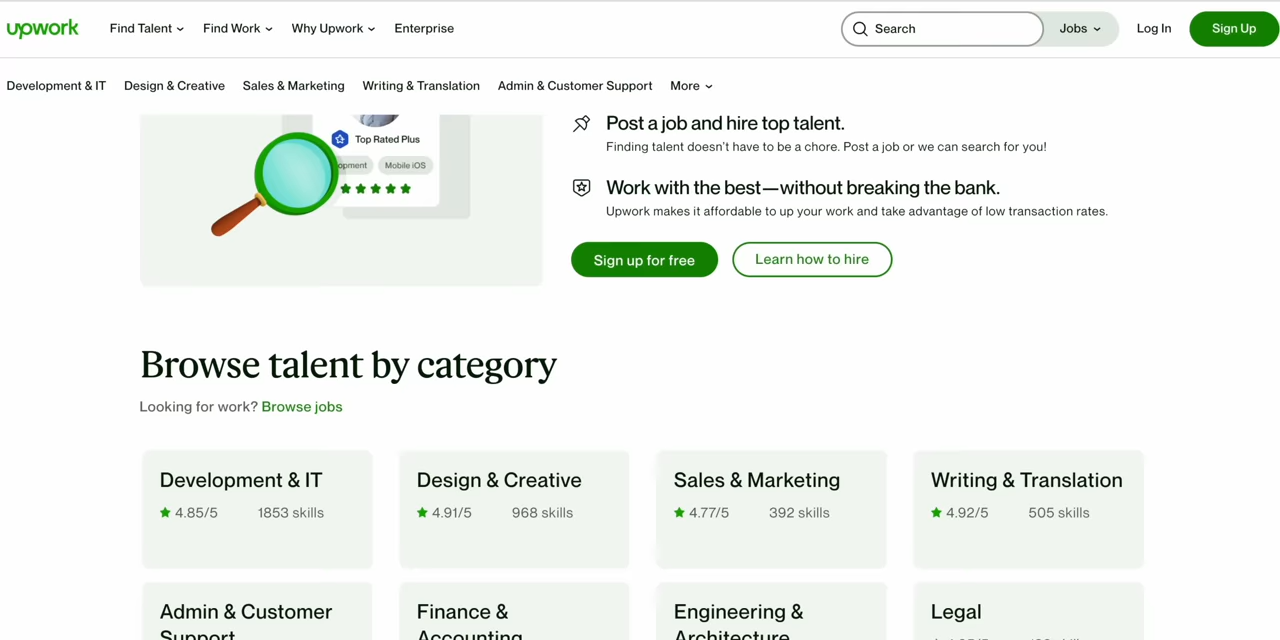 upwork
Find Talent
Find Work
Why Upwork
Enterprise
Search
Jobs
Log In
Sign Up
Development & IT
Design & Creative
Sales & Marketing
Writing & Translation
Admin & Customer Support
More
Top Rated Plus
Mobile iOS
Post a job and hire top talent.
Finding talent doesn't have to be a chore. Post a job or we can search for you!
Work with the best—without breaking the bank.
Upwork makes it affordable to up your work and take advantage of low transaction rates.
Sign up for free
Learn how to hire
Browse talent by category
Looking for work? Browse jobs
Development & IT
4.85/5 1853 skills
Design & Creative
4.91/5 968 skills
Sales & Marketing
4.77/5 392 skills
Writing & Translation
4.92/5 505 skills
Admin & Customer
Support
Finance &
Accounting
Engineering &
Architecture
Legal